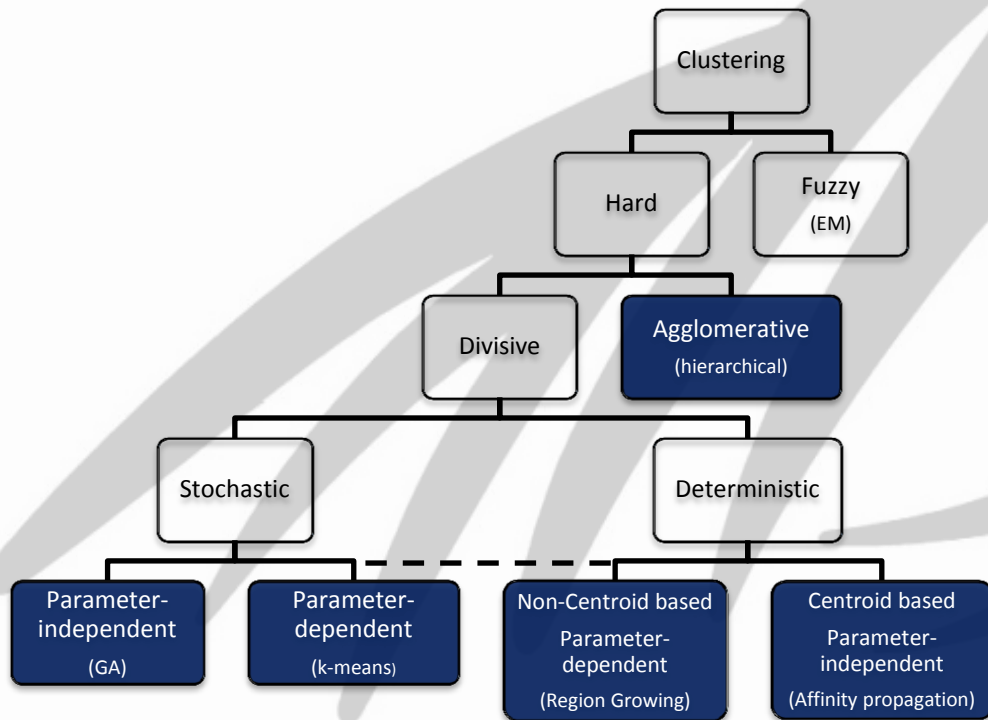 Clustering
Hard
Fuzzy
(EM)
Divisive
Agglomerative
(hierarchical)
Stochastic
Deterministic
Parameter-
independent
(GA)
Parameter-
dependent
(k-means)
Non-Centroid based
Parameter-
dependent
(Region Growing)
Centroid based
Parameter-
independent
(Affinity propagation)